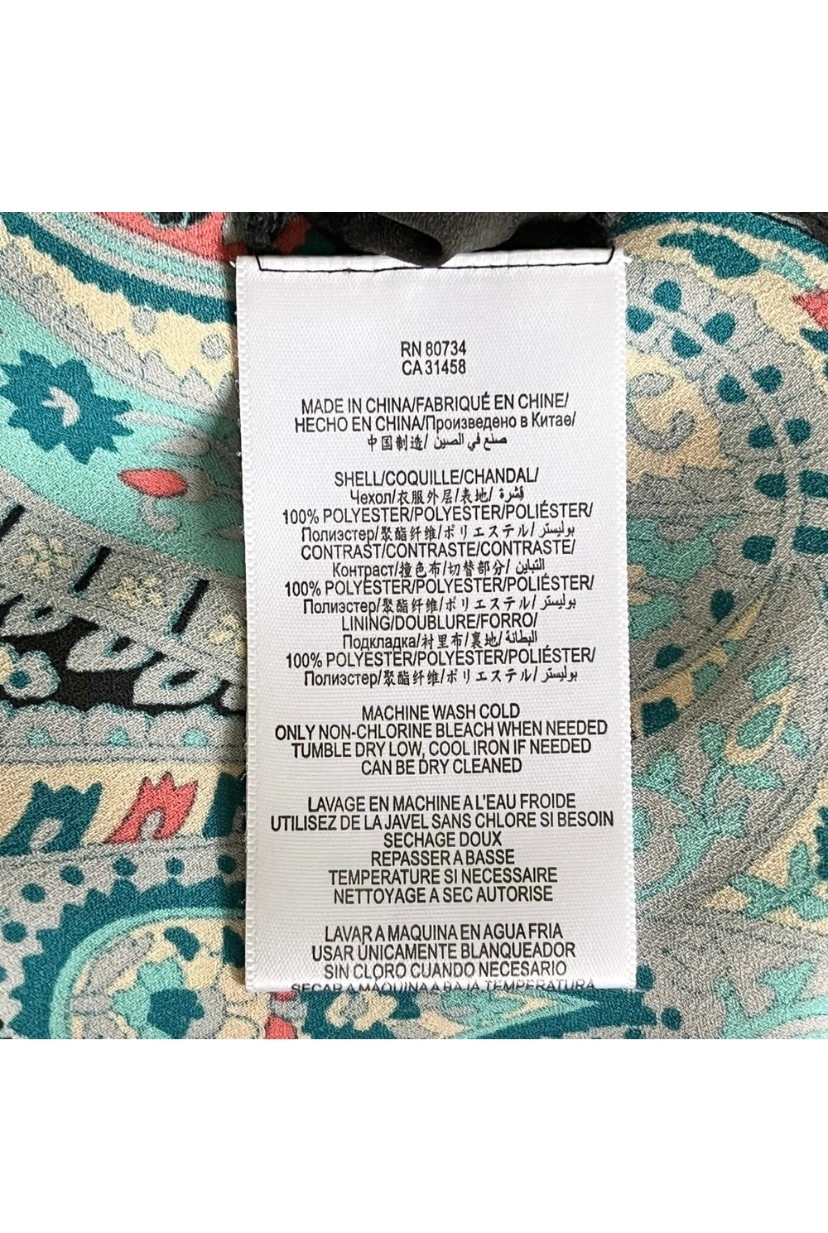 RN 80734
CA 31458
MADE IN CHINA/FABRIQUÉ EN CHINE/
HECHO EN CHINA/Произведено в Китае/
中国制造/ صنع في الصين/
SHELL/COQUILLE/CHANDAL/
Чехол/衣服外层/表地/ قشرة/
100% POLYESTER/POLYESTER/POLIÉSTER/
Полиэстер/聚酯纤维/ポリエステル/ بوليستر/
CONTRAST/CONTRASTE/CONTRASTE/
Контраст/撞色布/切替部分/ التباين/
100% POLYESTER/POLYESTER/POLIÉSTER/
Полиэстер/聚酯纤维/ポリエステル/ بوليستر/
LINING/DOUBLURE/FORRO/
Подкладка/衬里布/裏地/ البطانة/
100% POLYESTER/POLYESTER/POLIÉSTER/
Полиэстер/聚酯纤维/ポリエステル/ بوليستر/
MACHINE WASH COLD
ONLY NON-CHLORINE BLEACH WHEN NEEDED
TUMBLE DRY LOW, COOL IRON IF NEEDED
CAN BE DRY CLEANED
LAVAGE EN MACHINE A L'EAU FROIDE
UTILISEZ DE LA JAVEL SANS CHLORE SI BESOIN
SECHAGE DOUX
REPASSER A BASSE
TEMPERATURE SI NECESSAIRE
NETTOYAGE A SEC AUTORISE
LAVAR A MAQUINA EN AGUA FRIA
USAR ÚNICAMENTE BLANQUEADOR
SIN CLORO CUANDO NECESARIO
SECAR A MAQUINA A BAJA TEMPERATURA